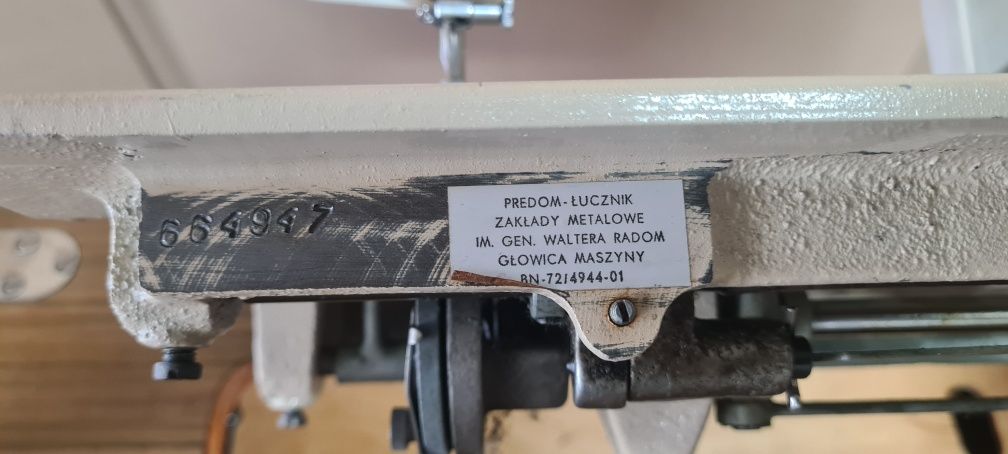 664947
PREDOM-ŁUCZNIK
ZAKŁADY METALOWE
IM. GEN. WALTERA RADOM
GŁOWICA MASZYNY
BN-72/4944-01